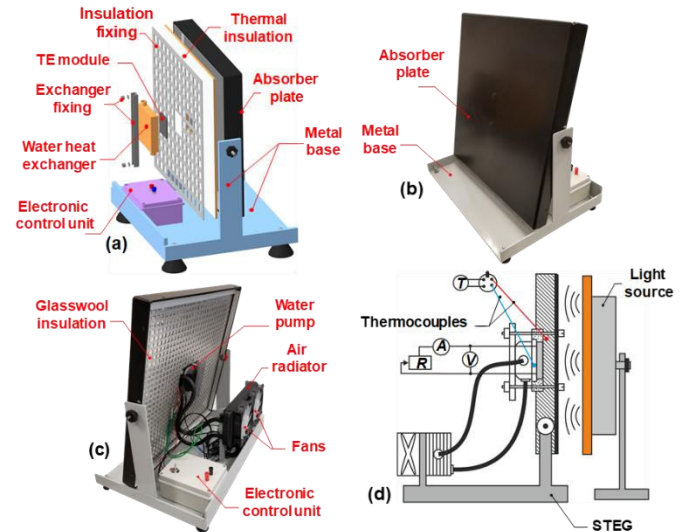 Insulation
fixing
Thermal
insulation
TE module
Absorber
plate
Exchanger
fixing
Water heat
exchanger
Metal
base
Electronic
control unit
(a)
Absorber
plate
Metal
base
(b)
Glasswool
insulation
Water
pump
Air
radiator
Fans
Electronic
control unit
(c)
Light
source
T
Thermocouples
A
R
V
(d)
STEG